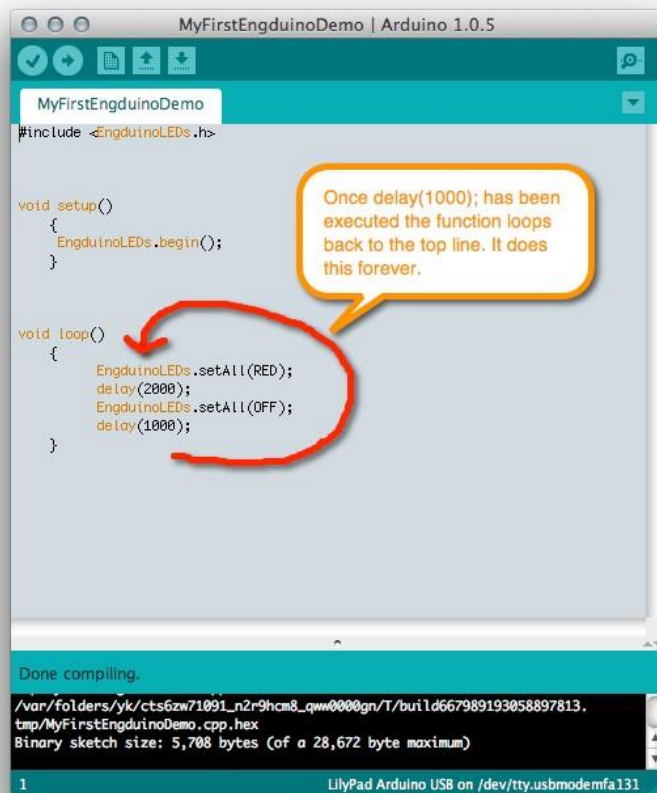 MyFirstEngduinoDemo | Arduino 1.0.5
MyFirstEngduinoDemo
#include <EngduinoLEDs.h>
void setup()
{
EngduinoLEDs.begin();
}
Once delay(1000); has been
executed the function loops
back to the top line. It does
this forever.
void loop()
{
EngduinoLEDs.setAll(RED);
delay(2000);
EngduinoLEDs.setAll(OFF);
delay(1000);
}
Done compiling.
/var/folders/yk/cts6zw71091_n2r9hcm8_qww0000gn/T/build667989193058897813.
tmp/MyFirstEngduinoDemo.cpp.hex
Binary sketch size: 5,708 bytes (of a 28,672 byte maximum)
1
LilyPad Arduino USB on /dev/tty.usbmodemfa131